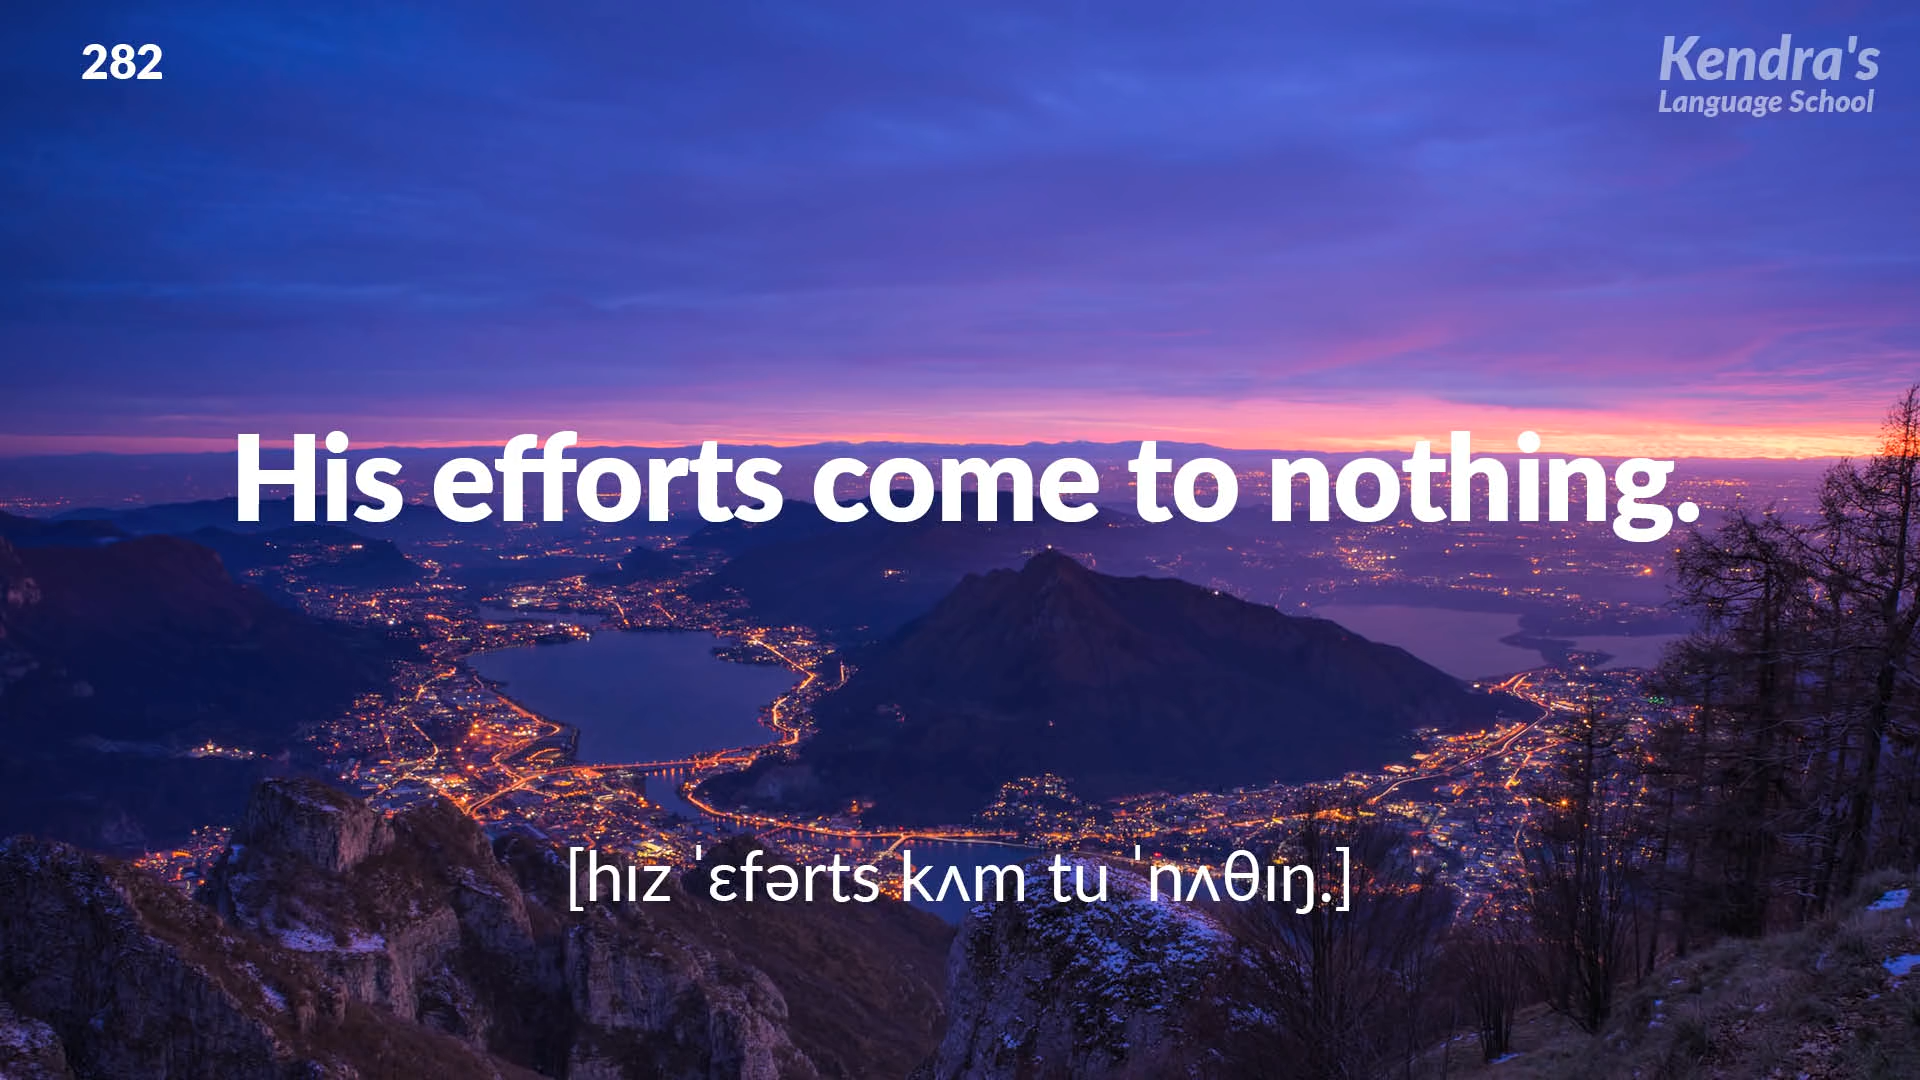 282
Kendra's
Language School
His efforts come to nothing.
[hɪz ˈɛfərts kʌm tu ˈnʌθɪŋ.]